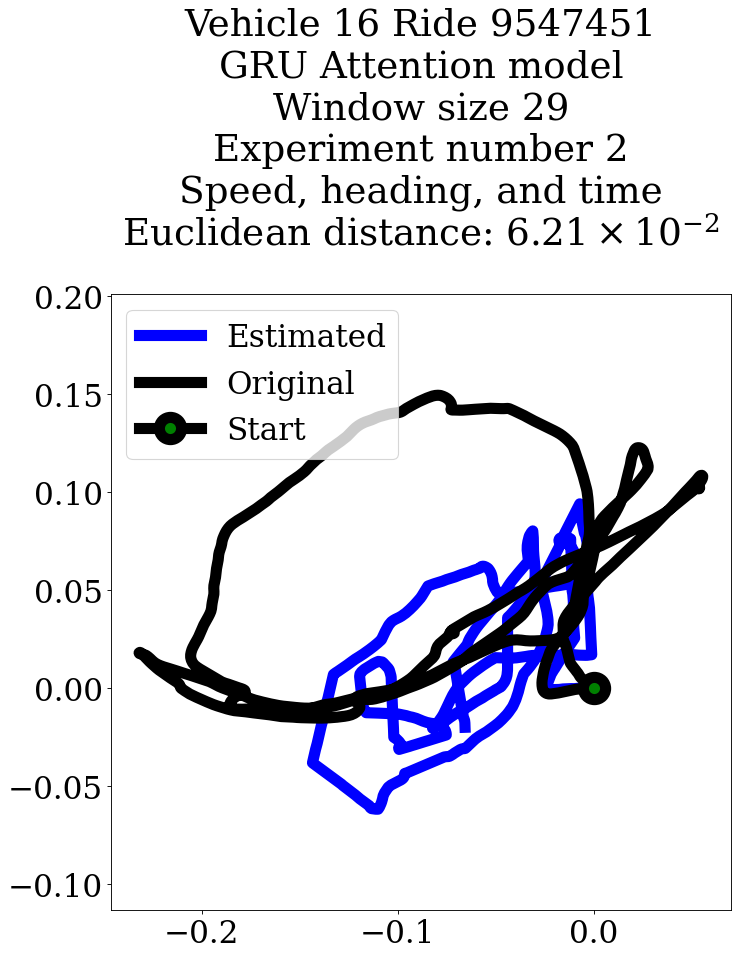 Vehicle 16 Ride 9547451
GRU Attention model
Window size 29
Experiment number 2
Speed, heading, and time
Euclidean distance: 6.21 × 10⁻²
0.20
0.15
0.10
0.05
0.00
−0.05
−0.10
Estimated
Original
Start
−0.2
−0.1
0.0